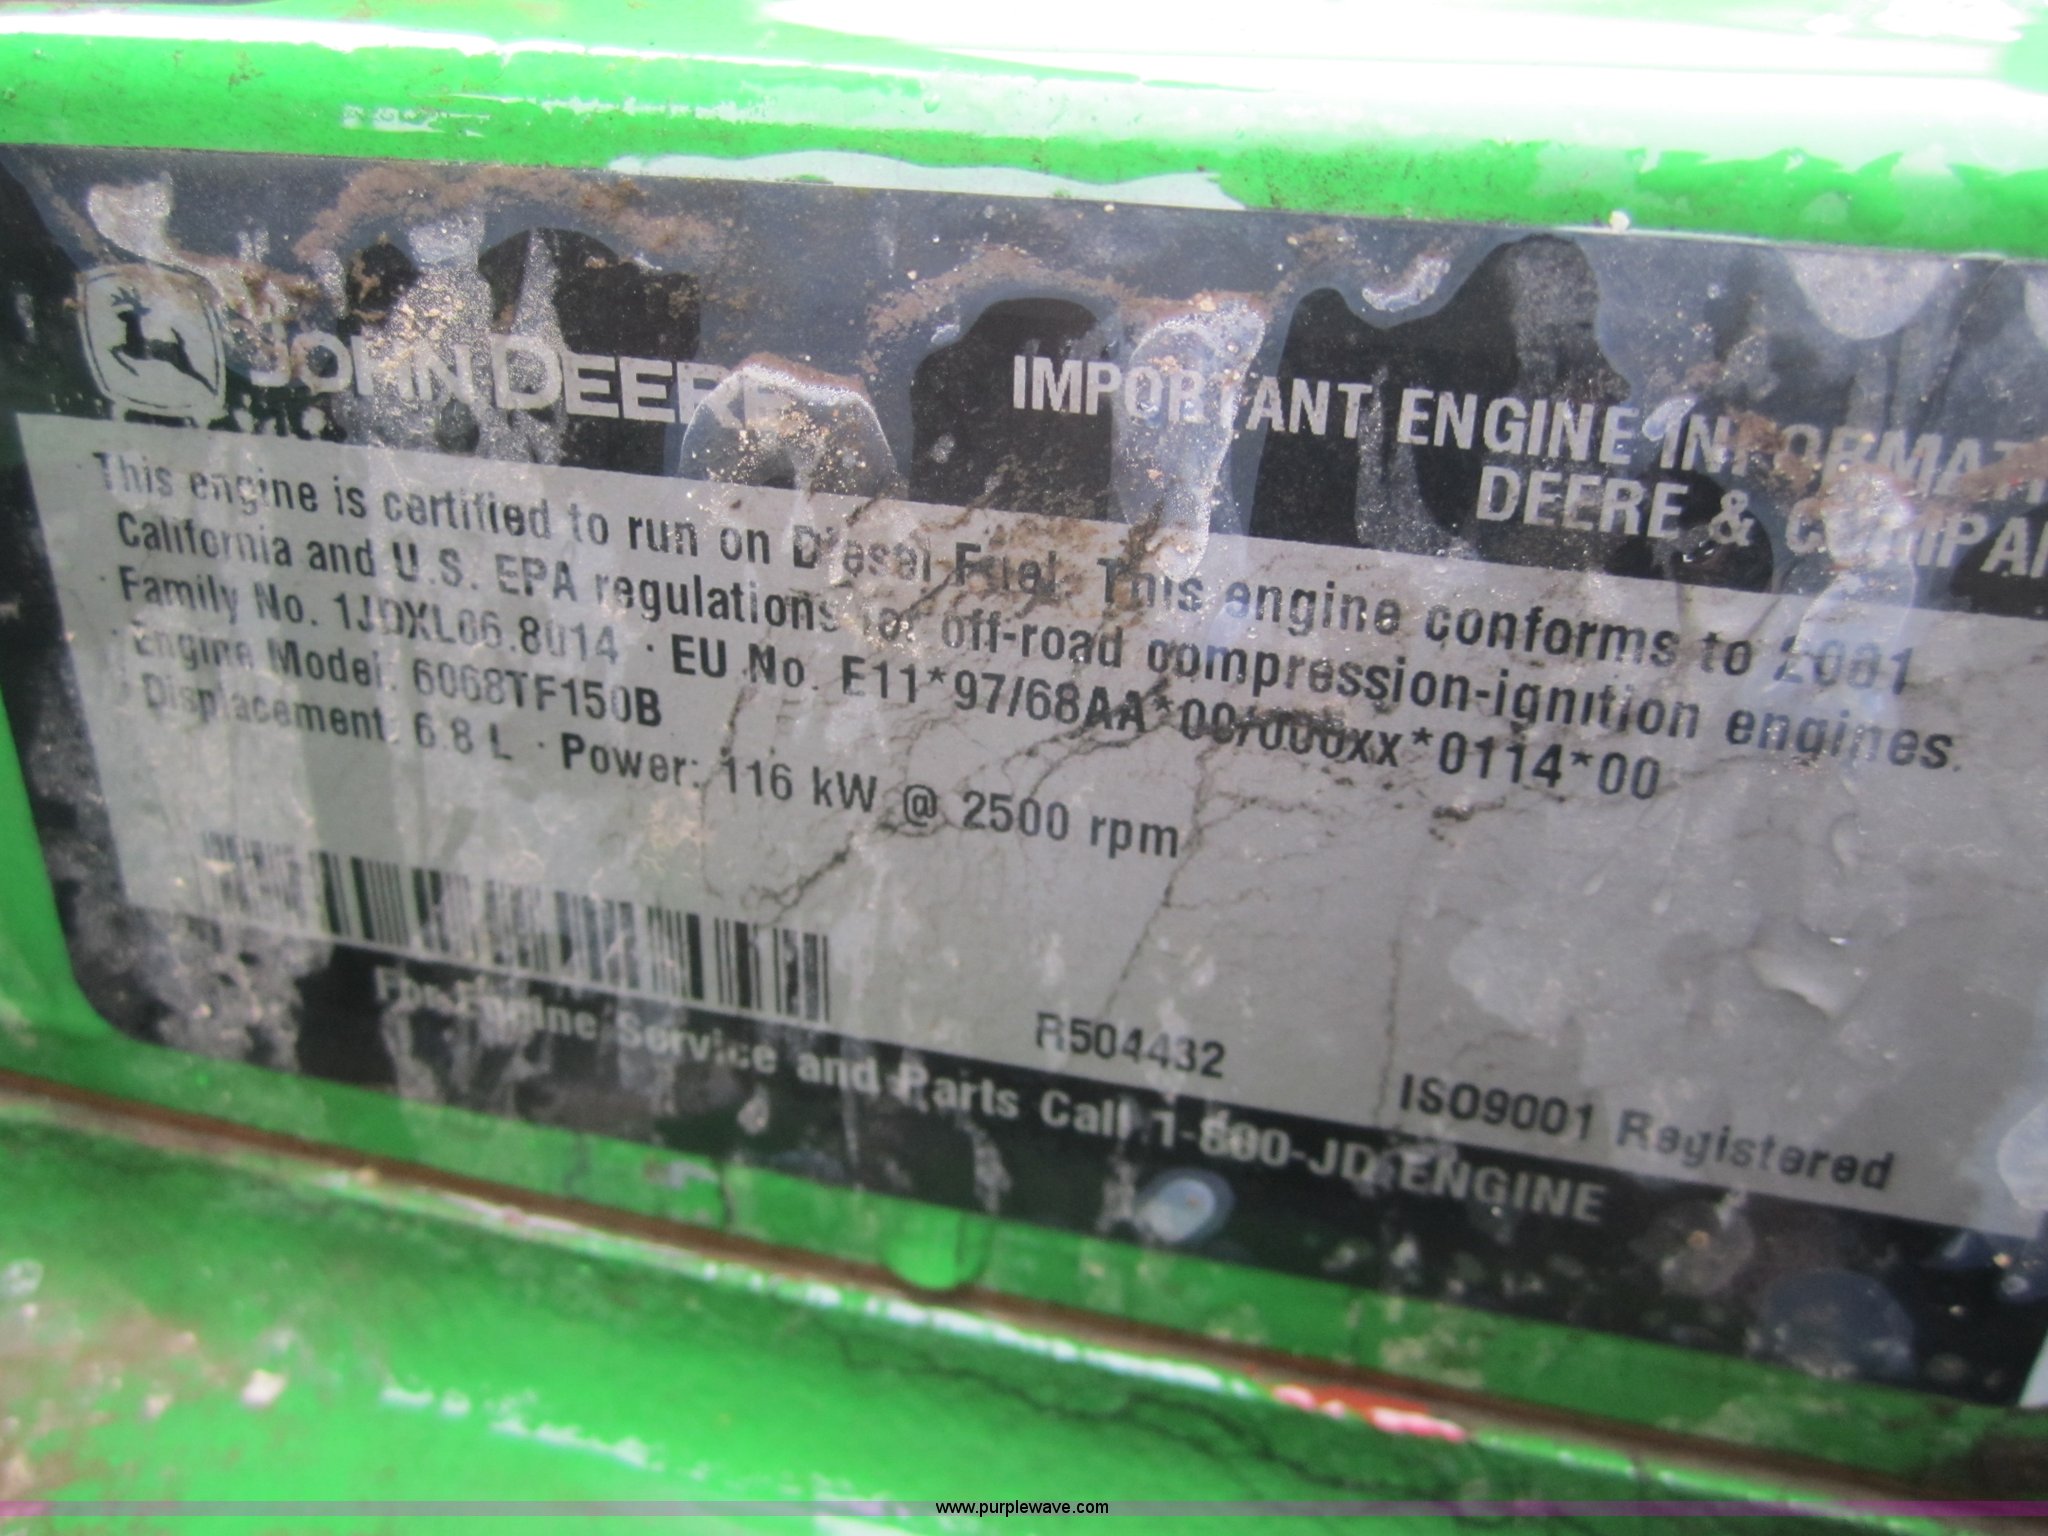 JOHN DEERE
IMPORTANT ENGINE INFORMATI
DEERE & COMPAN
This engine is certified to run on Diesel Fuel. This engine conforms to 2001
California and U.S. EPA regulations for off-road compression-ignition engines.
· Family No. 1JDXL06.8014 · EU No. E11*97/68AA*00/000xx*0114*00
· Engine Model: 6068TF150B
· Displacement: 6.8 L · Power: 116 kW @ 2500 rpm
R504432
ISO9001 Registered
For Engine Service and Parts Call 1-800-JD-ENGINE
www.purplewave.com